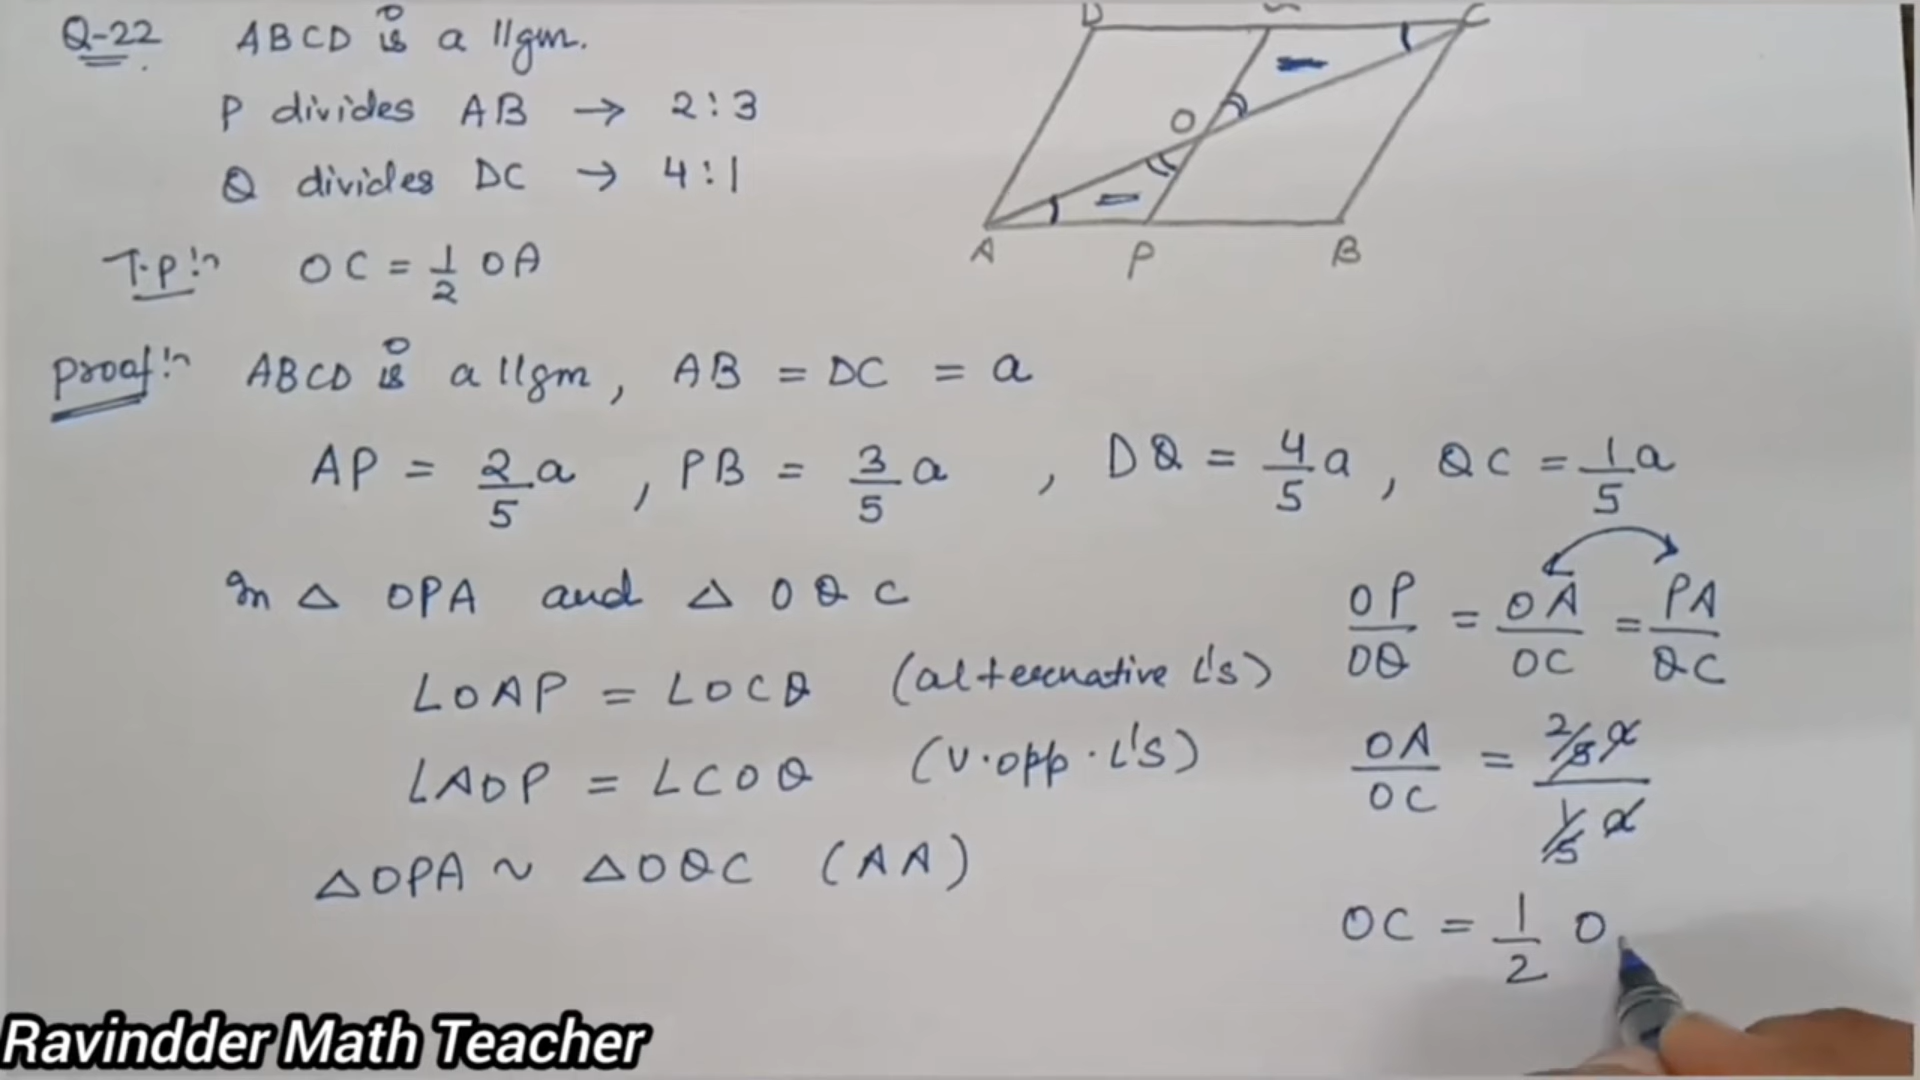 Q-22 ABCD is a llgm.
P divides AB → 2:3
Q divides DC → 4:1
T.P:n OC = 1/2 OA
Proof:n ABCD is a llgm, AB = DC = a
AP = 2/5 a, PB = 3/5 a, DQ = 4/5 a, QC = 1/5 a
In △ OPA and △ OQC
∠OAP = ∠OCQ (alternative ∠'s)
∠AOP = ∠COQ (V.opp.∠'s)
△OPA ~ △OQC (AA)
OP/OQ = OA/OC = PA/QC
OA/OC = 2/5 a / 1/5 a
OC = 1/2 O
D C
O
A P B
Ravindder Math Teacher